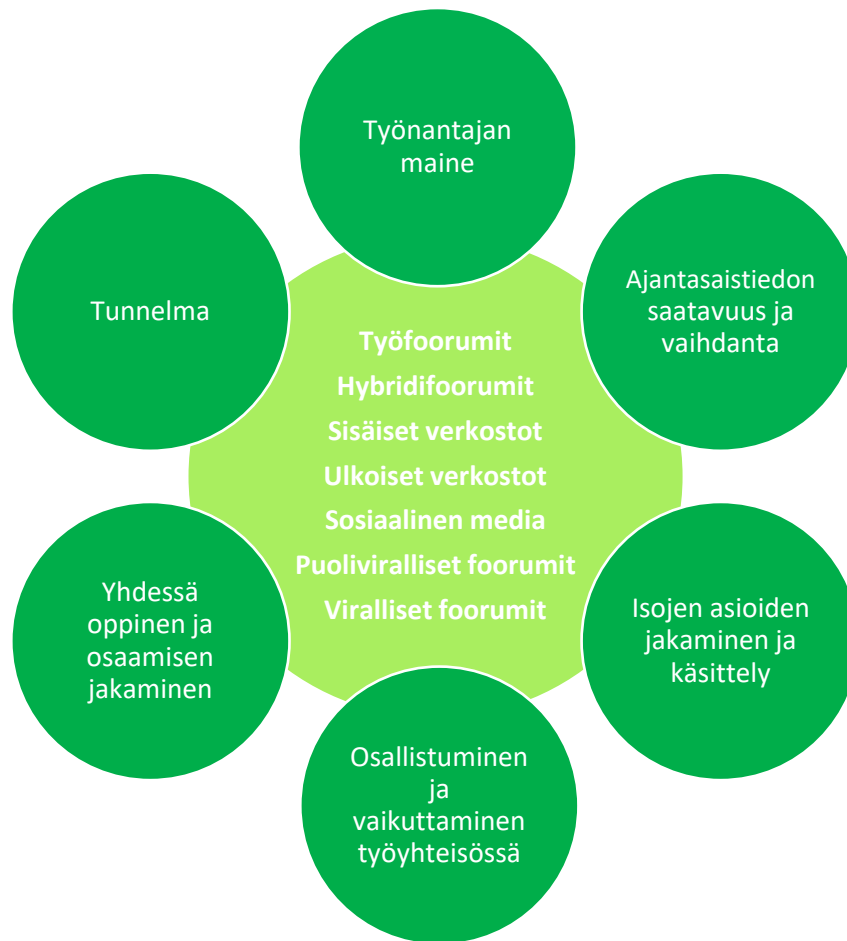 Työnantajan
maine
Ajantasaistiedon
saatavuus ja
vaihdanta
Tunnelma
Työfoorumit
Hybridifoorumit
Sisäiset verkostot
Ulkoiset verkostot
Sosiaalinen media
Puoliviralliset foorumit
Viralliset foorumit
Isojen asioiden
jakaminen ja
käsittely
Yhdessä
oppinen ja
osaamisen
jakaminen
Osallistuminen
ja
vaikuttaminen
työyhteisössä